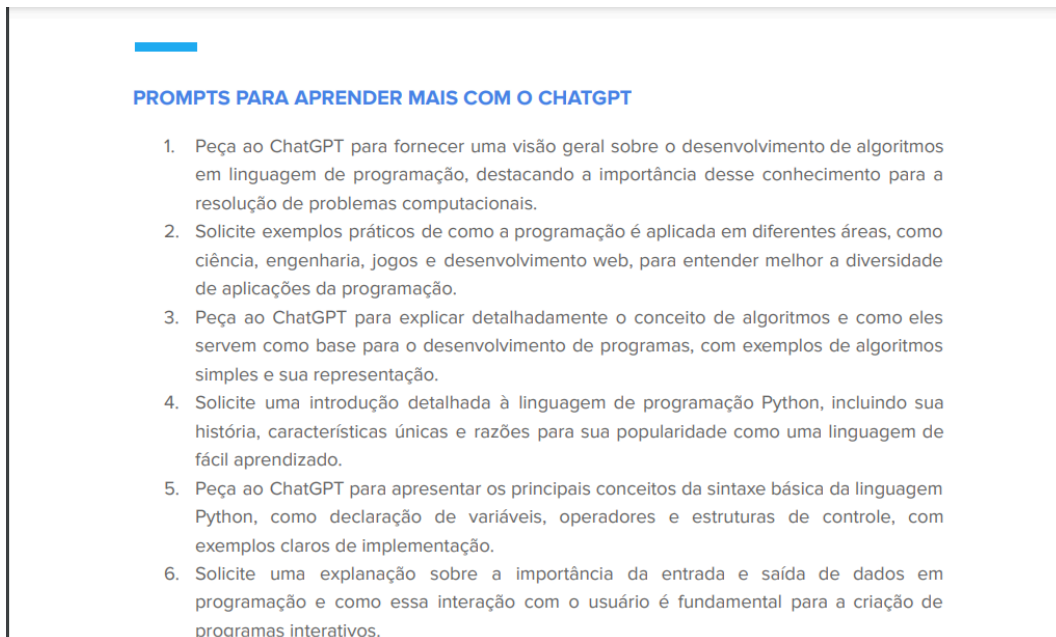 PROMPTS PARA APRENDER MAIS COM O CHATGPT
1. Peça ao ChatGPT para fornecer uma visão geral sobre o desenvolvimento de algoritmos
em linguagem de programação, destacando a importância desse conhecimento para a
resolução de problemas computacionais.
2. Solicite exemplos práticos de como a programação é aplicada em diferentes áreas, como
ciência, engenharia, jogos e desenvolvimento web, para entender melhor a diversidade
de aplicações da programação.
3. Peça ao ChatGPT para explicar detalhadamente o conceito de algoritmos e como eles
servem como base para o desenvolvimento de programas, com exemplos de algoritmos
simples e sua representação.
4. Solicite uma introdução detalhada à linguagem de programação Python, incluindo sua
história, características únicas e razões para sua popularidade como uma linguagem de
fácil aprendizado.
5. Peça ao ChatGPT para apresentar os principais conceitos da sintaxe básica da linguagem
Python, como declaração de variáveis, operadores e estruturas de controle, com
exemplos claros de implementação.
6. Solicite uma explanação sobre a importância da entrada e saída de dados em
programação e como essa interação com o usuário é fundamental para a criação de
programas interativos.